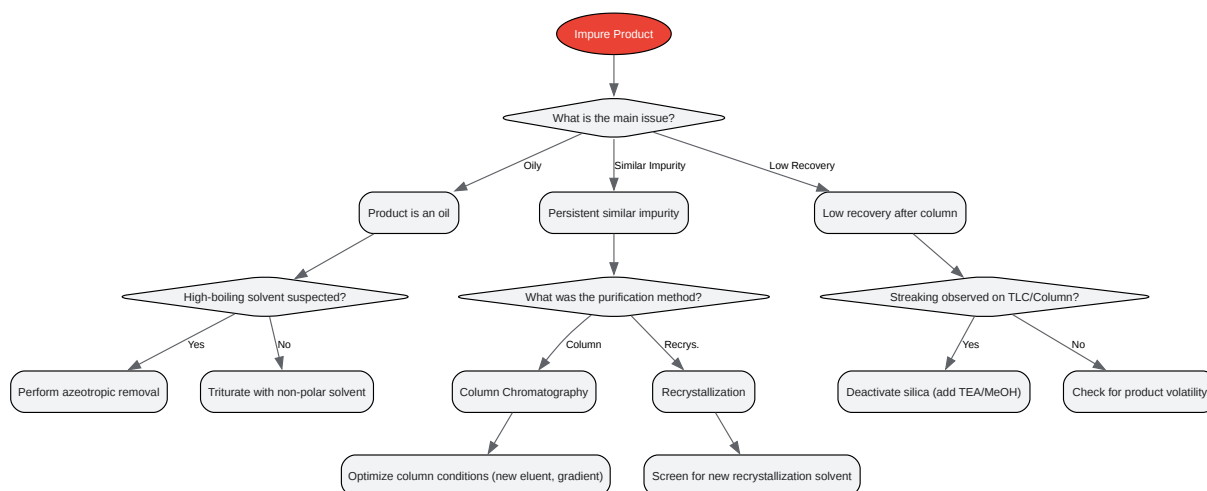 Impure Product
What is the main issue?
Oily
Similar Impurity
Low Recovery
Product is an oil
Persistent similar impurity
Low recovery after column
High-boiling solvent suspected?
What was the purification method?
Streaking observed on TLC/Column?
Yes
No
Column
Recrys.
Yes
No
Perform azeotropic removal
Triturate with non-polar solvent
Column Chromatography
Recrystallization
Deactivate silica (add TEA/MeOH)
Check for product volatility
Optimize column conditions (new eluent, gradient)
Screen for new recrystallization solvent